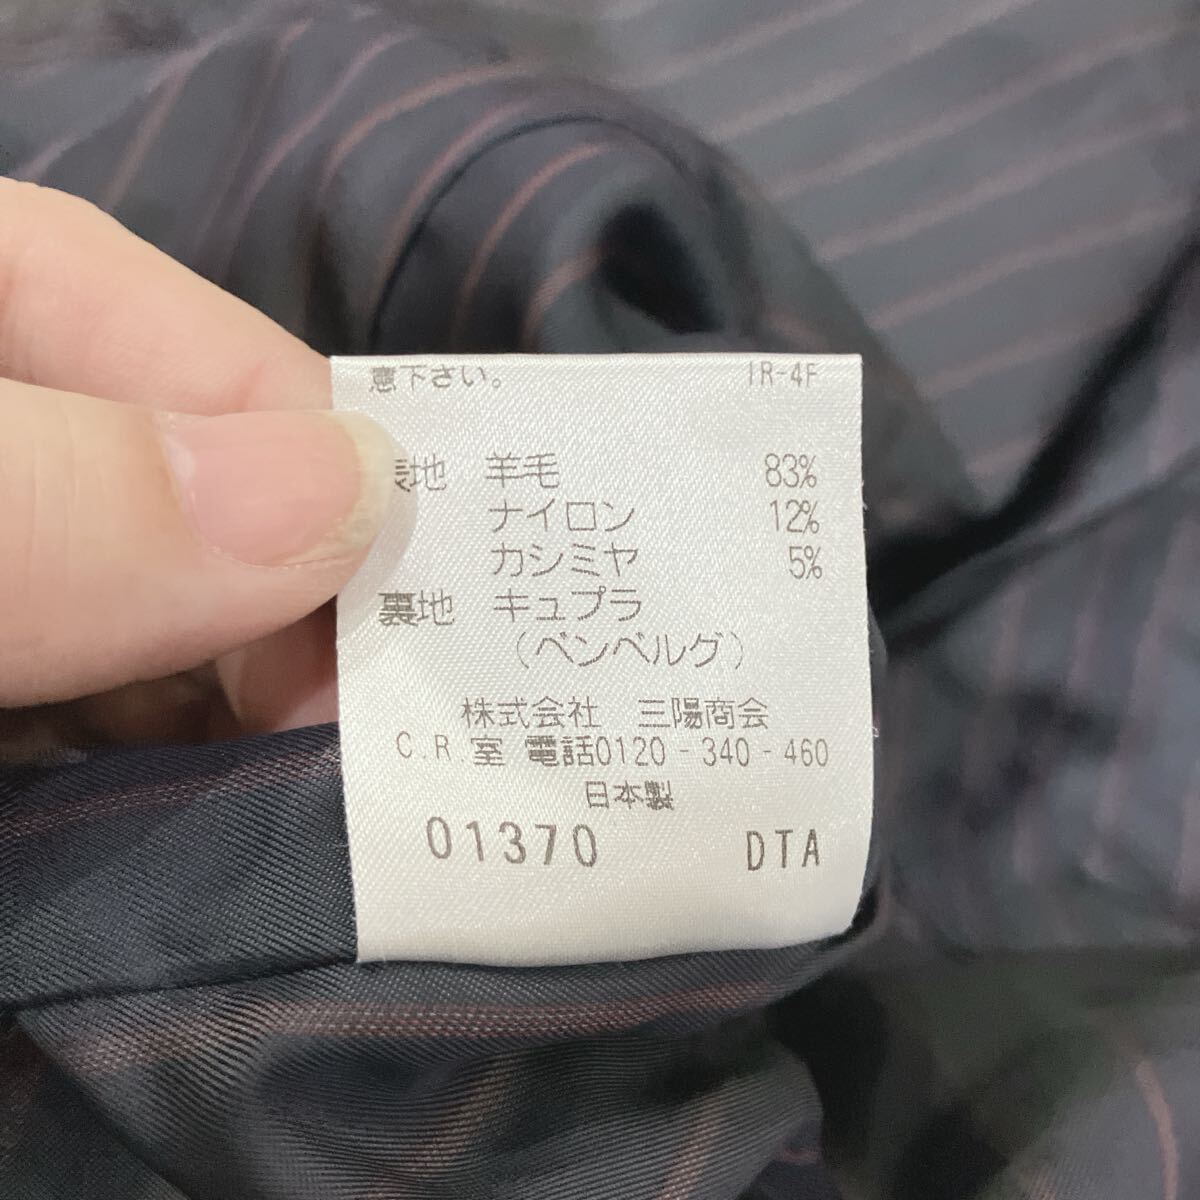 意下さい。 IR-4F
表地 羊毛 83%
ナイロン 12%
カシミヤ 5%
裏地 キュプラ
(ベンベルグ)
株式会社 三陽商会
C.R.室 電話0120-340-460
日本製
01370 DTA